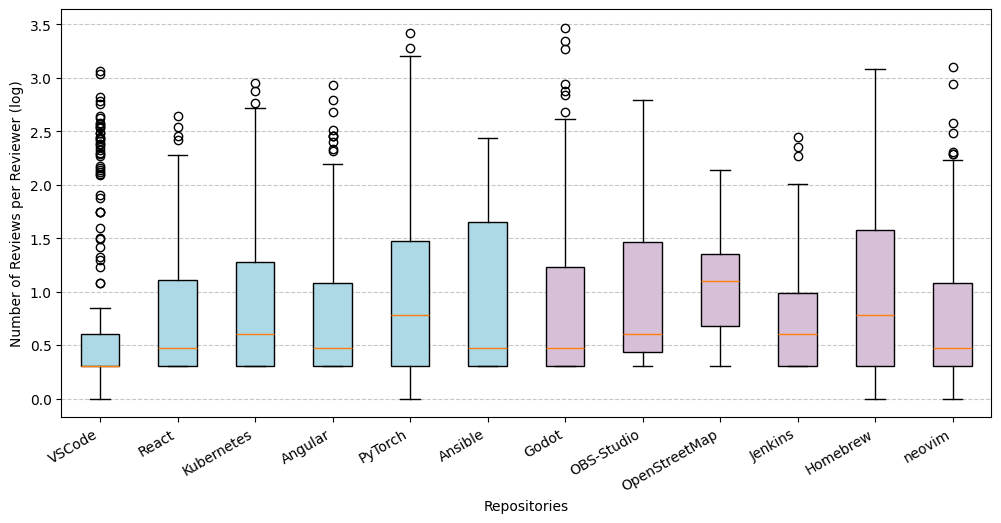 Number of Reviews per Reviewer (log)
3.5
3.0
2.5
2.0
1.5
1.0
0.5
0.0
VSCode
React
Kubernetes
Angular
PyTorch
Ansible
Godot
OBS-Studio
OpenStreetMap
Jenkins
Homebrew
neovim
Repositories